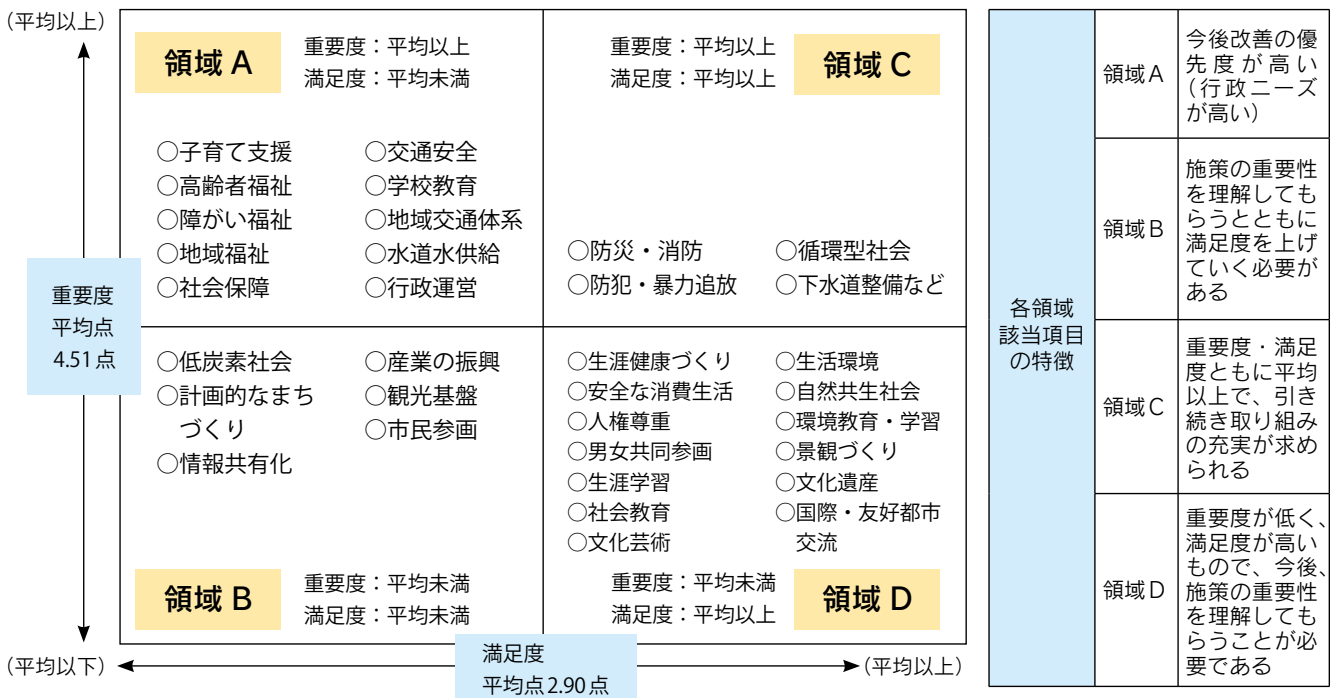 （平均以上）
領域 A
重要度：平均以上
満足度：平均未満
○子育て支援
○高齢者福祉
○障がい福祉
○地域福祉
○社会保障
○交通安全
○学校教育
○地域交通体系
○水道水供給
○行政運営
重要度：平均以上
満足度：平均以上
領域 C
○防災・消防
○防犯・暴力追放
○循環型社会
○下水道整備など
重要度
平均点
4.51点
○低炭素社会
○計画的なまち
づくり
○情報共有化
○産業の振興
○観光基盤
○市民参画
領域 B
重要度：平均未満
満足度：平均未満
○生涯健康づくり
○安全な消費生活
○人権尊重
○男女共同参画
○生涯学習
○社会教育
○文化芸術
○生活環境
○自然共生社会
○環境教育・学習
○景観づくり
○文化遺産
○国際・友好都市
交流
重要度：平均未満
満足度：平均以上
領域 D
（平均以下）
満足度
平均点2.90点
（平均以上）
各領域
該当項目
の特徴
領域A
今後改善の優
先度が高い
（行政ニーズ
が高い）
領域B
施策の重要性
を理解しても
らうとともに
満足度を上げ
ていく必要が
ある
領域C
重要度・満足
度ともに平均
以上で、引き
続き取り組み
の充実が求め
られる
領域D
重要度が低く、
満足度が高い
もので、今後、
施策の重要性
を理解しても
らうことが必
要である